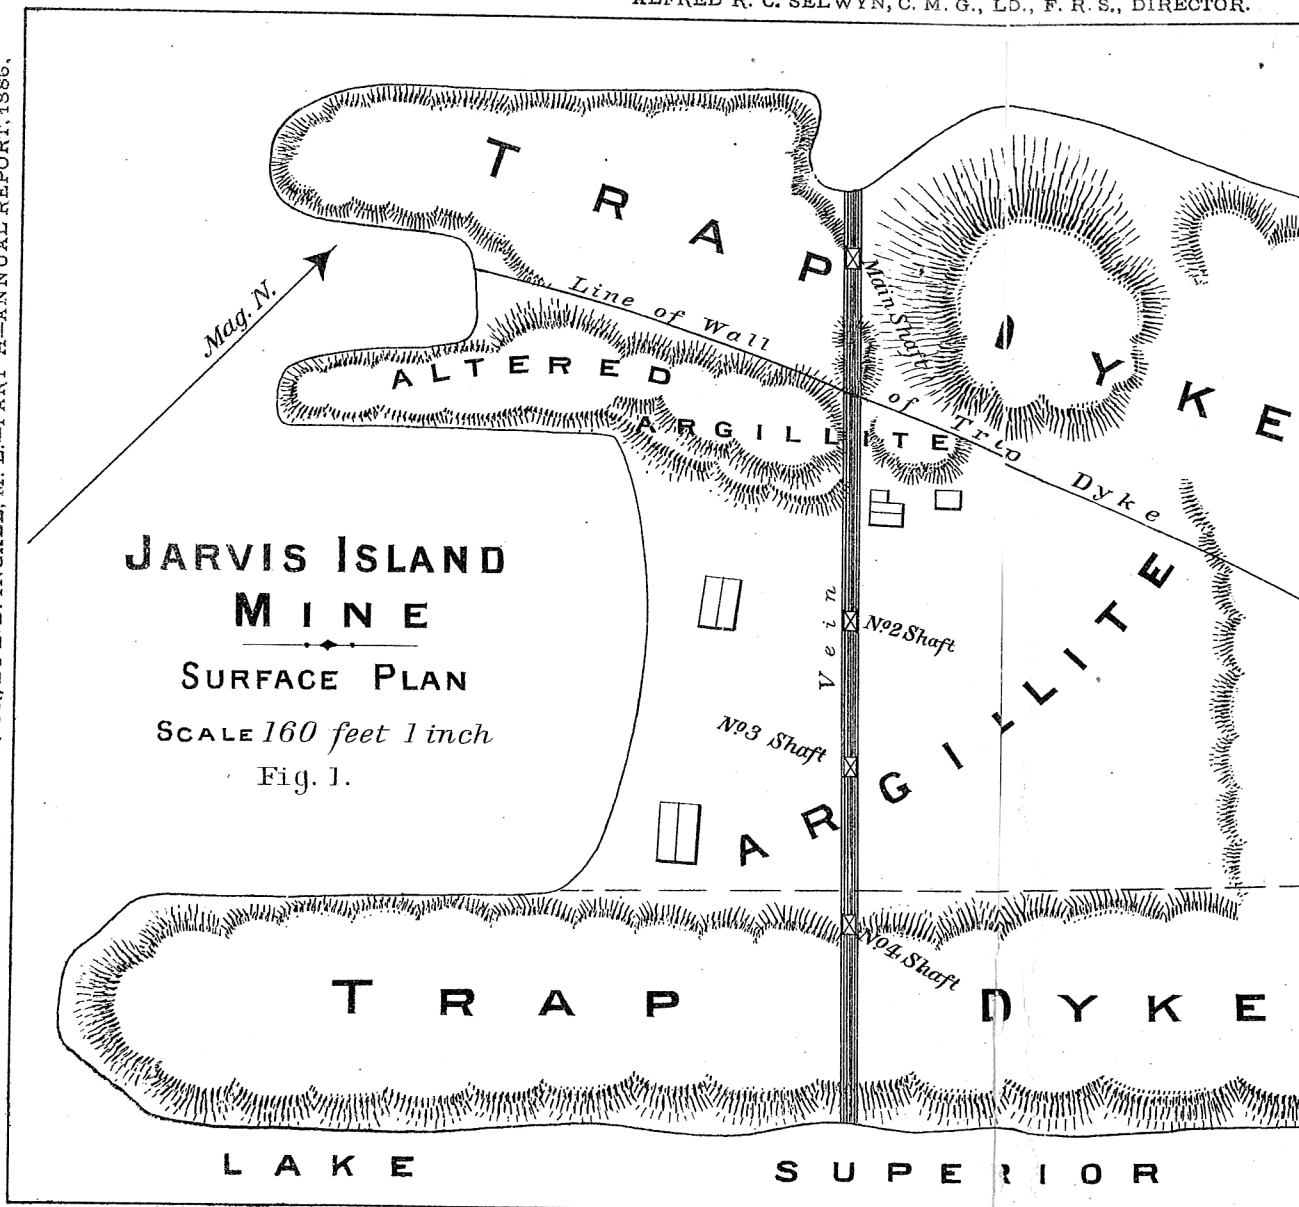 ALFRED R. C. SELWYN, C. M. G., LD., F. R. S., DIRECTOR.
ANNUAL REPORT, 1886.
TRAP DYKE
Mag. N.
Main Shaft
Line of Wall of Trap Dyke
ALTERED ARGILLITE
JARVIS ISLAND
MINE
SURFACE PLAN
SCALE 160 feet 1 inch
Fig. 1.
Vein
No2 Shaft
No3 Shaft
ARGILLITE
No4 Shaft
TRAP DYKE
LAKE SUPERIOR